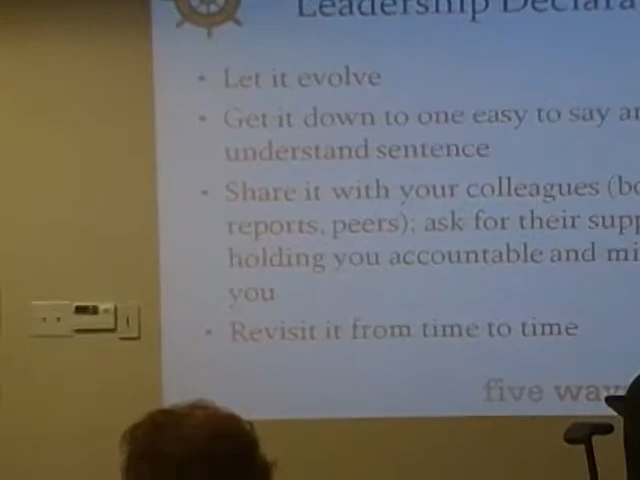 Leadership Declara
• Let it evolve
• Get it down to one easy to say an
understand sentence
• Share it with your colleagues (bo
reports, peers); ask for their supp
holding you accountable and mi
you
• Revisit it from time to time
five way